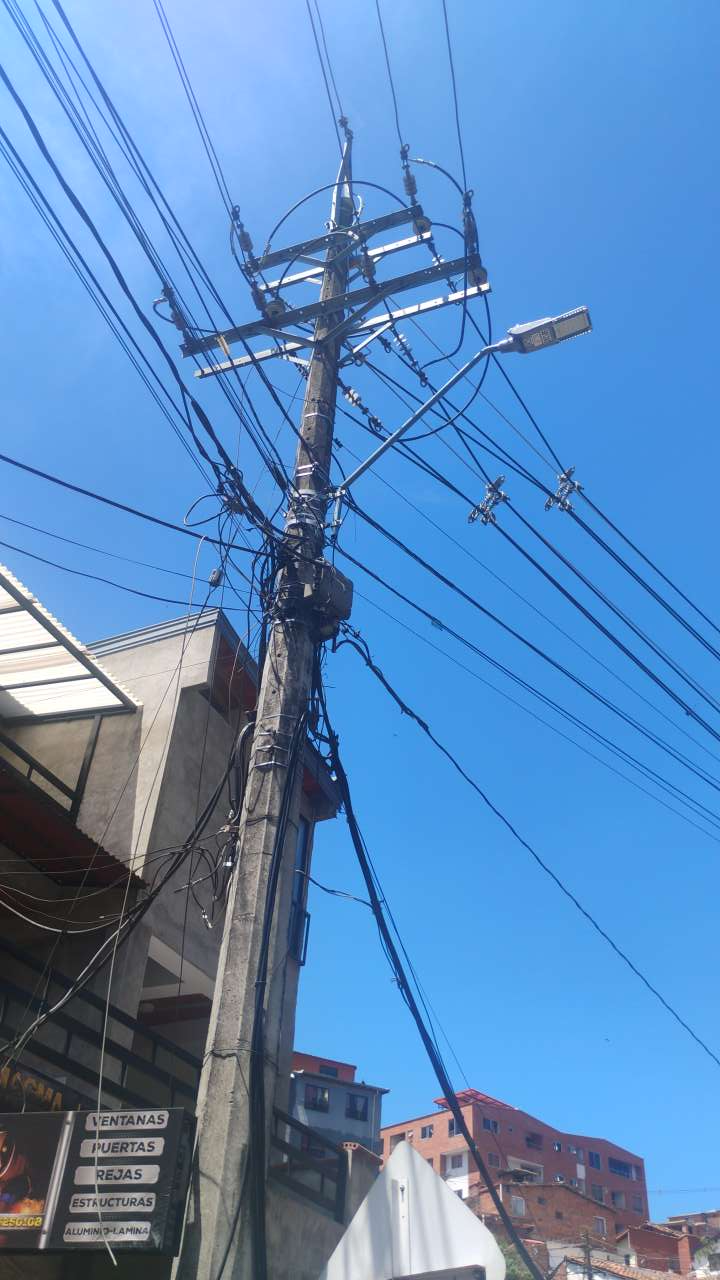 VENTANAS
PUERTAS
REJAS
ESTRUCTURAS
ALUMINIO-LAMINA